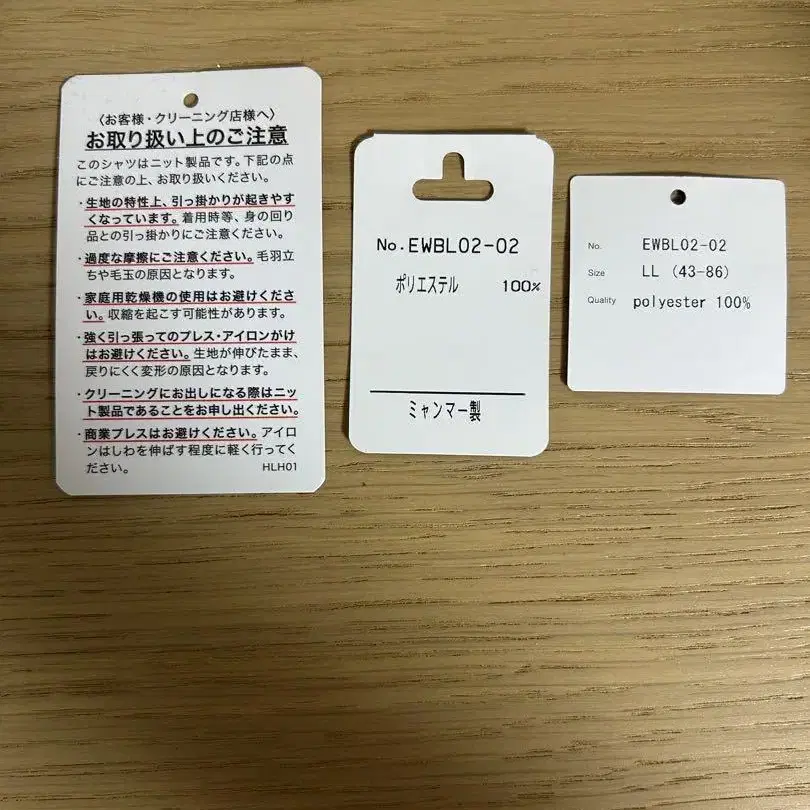 〈お客様・クリーニング店様へ〉
お取り扱い上のご注意
このシャツはニット製品です。下記の点
にご注意の上、お取り扱いください。
・生地の特性上、引っ掛かりが起きやす
くなっています。着用時等、身の回り
品との引っ掛かりにご注意ください。
・過度な摩擦にご注意ください。毛羽立
ちや毛玉の原因となります。
・家庭用乾燥機の使用はお避けくださ
い。収縮を起こす可能性があります。
・強く引っ張ってのプレス・アイロンがけ
はお避けください。生地が伸びたまま、
戻りにくく変形の原因となります。
・クリーニングにお出しになる際はニッ
ト製品であることをお申し出ください。
・商業プレスはお避けください。アイロ
ンはしわを伸ばす程度に軽く行ってく
ださい。
HLH01
No.EWBL02-02
ポリエステル 100%
ミャンマー製
No. EWBL02-02
Size LL (43-86)
Quality polyester 100%